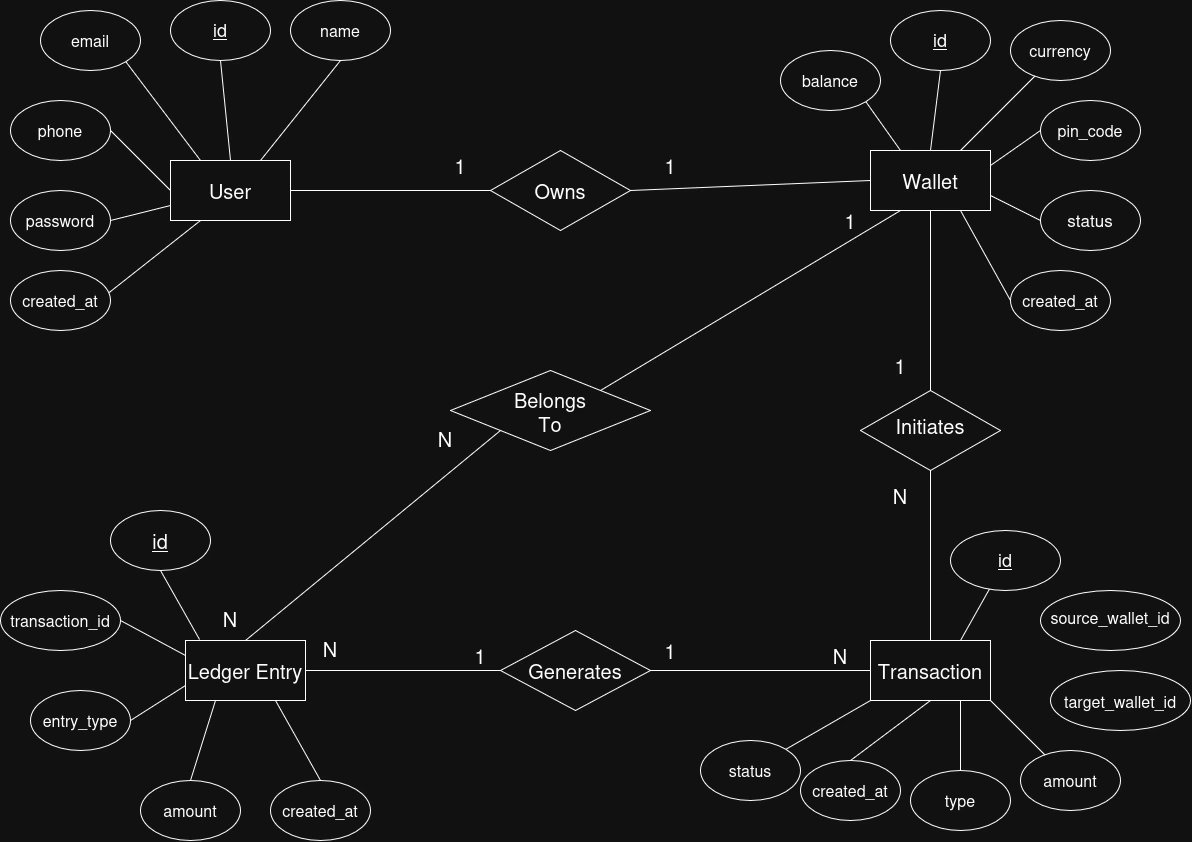 email
id
name
phone
password
created_at
User
1
Owns
1
balance
id
currency
pin_code
status
created_at
Wallet
1
Belongs
To
N
N
1
Initiates
N
id
transaction_id
entry_type
amount
created_at
Ledger Entry
N
1
Generates
1
N
Transaction
id
source_wallet_id
target_wallet_id
status
created_at
type
amount